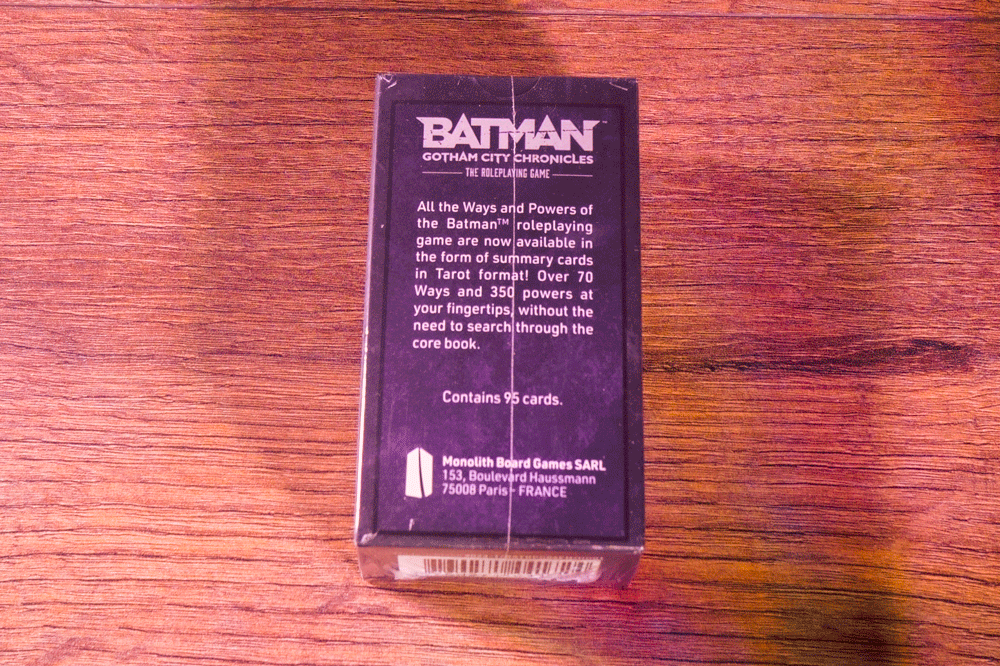 BATMAN™
GOTHAM CITY CHRONICLES
THE ROLEPLAYING GAME
All the Ways and Powers of
the Batman™ roleplaying
game are now available in
the form of summary cards
in Tarot format! Over 70
Ways and 350 powers at
your fingertips, without the
need to search through the
core book.
Contains 95 cards.
Monolith Board Games SARL
153, Boulevard Haussmann
75008 Paris - FRANCE